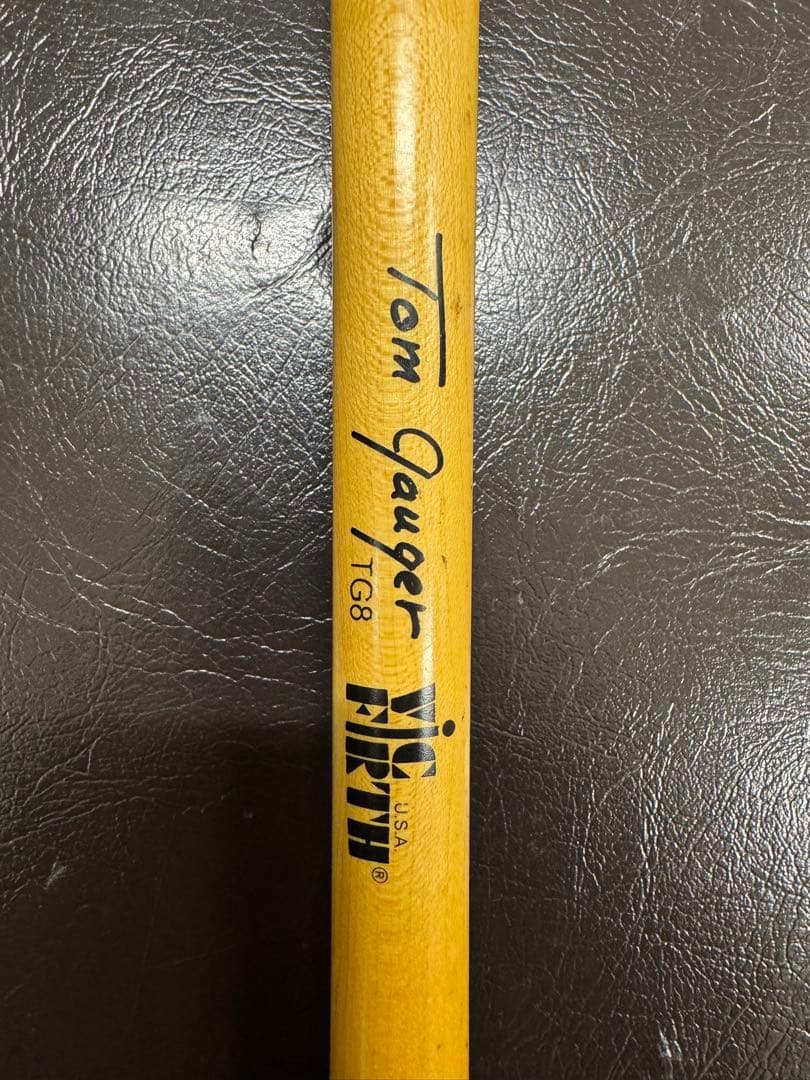 Tom Gauger
TG8
VIC
FIRTH®
U.S.A.